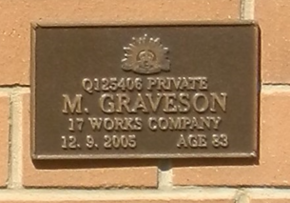 Q125406 PRIVATE
M. GRAVESON
17 WORKS COMPANY
12. 9. 2005 AGE 83